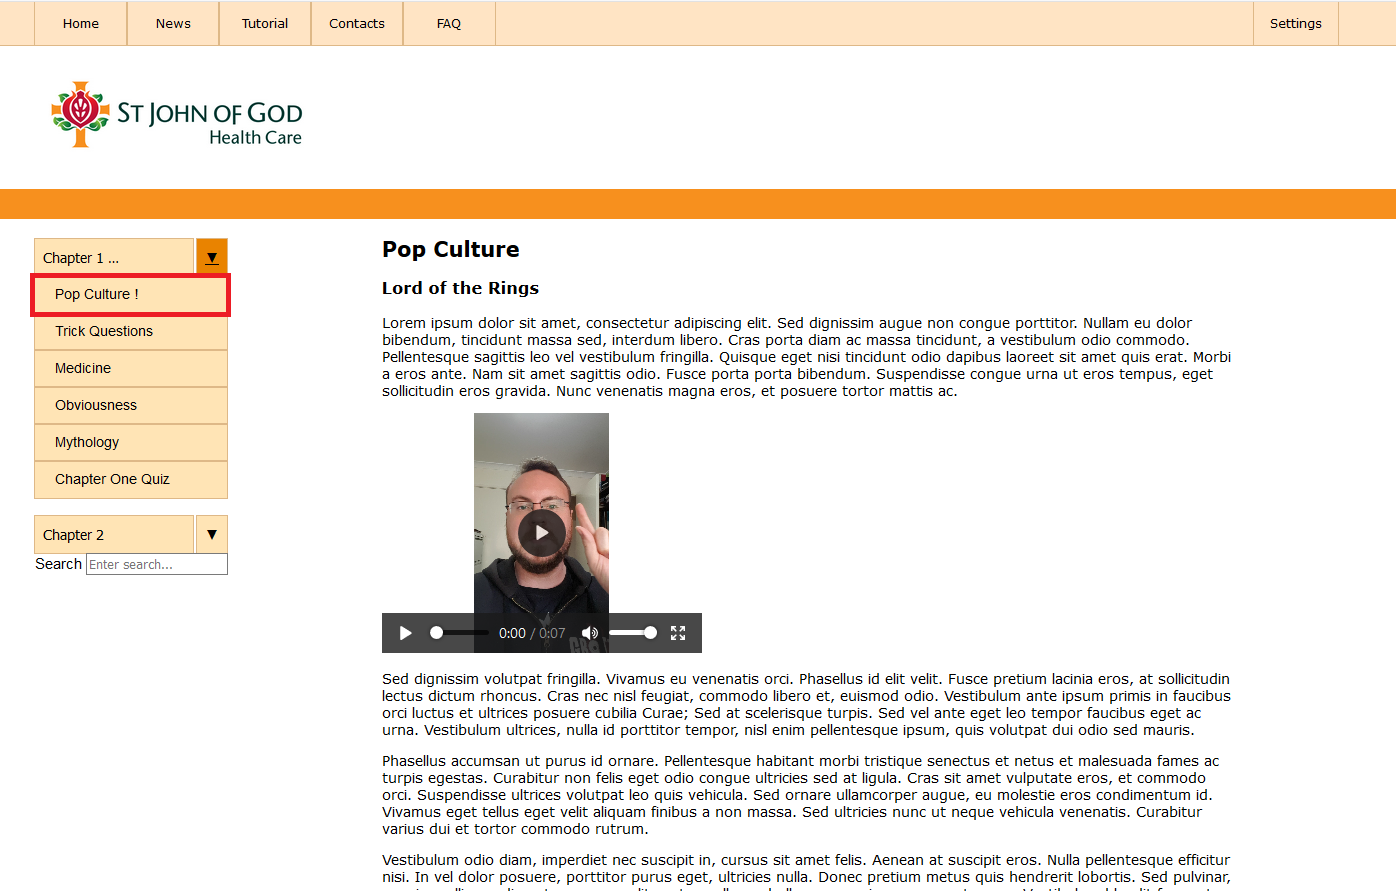 Home News Tutorial Contacts FAQ Settings
ST JOHN OF GOD
Health Care
Chapter 1 ...
▼
Pop Culture !
Trick Questions
Medicine
Obviousness
Mythology
Chapter One Quiz
Chapter 2
▼
Search Enter search...
Pop Culture
Lord of the Rings
Lorem ipsum dolor sit amet, consectetur adipiscing elit. Sed dignissim augue non congue porttitor. Nullam eu dolor
bibendum, tincidunt massa sed, interdum libero. Cras porta diam ac massa tincidunt, a vestibulum odio commodo.
Pellentesque sagittis leo vel vestibulum fringilla. Quisque eget nisi tincidunt odio dapibus laoreet sit amet quis erat. Morbi
a eros ante. Nam sit amet sagittis odio. Fusce porta porta bibendum. Suspendisse congue urna ut eros tempus, eget
sollicitudin eros gravida. Nunc venenatis magna eros, et posuere tortor mattis ac.
0:00 / 0:07
Sed dignissim volutpat fringilla. Vivamus eu venenatis orci. Phasellus id elit velit. Fusce pretium lacinia eros, at sollicitudin
lectus dictum rhoncus. Cras nec nisl feugiat, commodo libero et, euismod odio. Vestibulum ante ipsum primis in faucibus
orci luctus et ultrices posuere cubilia Curae; Sed at scelerisque turpis. Sed vel ante eget leo tempor faucibus eget ac
urna. Vestibulum ultrices, nulla id porttitor tempor, nisl enim pellentesque ipsum, quis volutpat dui odio sed mauris.
Phasellus accumsan ut purus id ornare. Pellentesque habitant morbi tristique senectus et netus et malesuada fames ac
turpis egestas. Curabitur non felis eget odio congue ultricies sed at ligula. Cras sit amet vulputate eros, et commodo
orci. Suspendisse ultrices volutpat leo quis vehicula. Sed ornare ullamcorper augue, eu molestie eros condimentum id.
Vivamus eget tellus eget velit aliquam finibus a non massa. Sed ultricies nunc ut neque vehicula venenatis. Curabitur
varius dui et tortor commodo rutrum.
Vestibulum odio diam, imperdiet nec suscipit in, cursus sit amet felis. Aenean at suscipit eros. Nulla pellentesque efficitur
nisi. In vel dolor posuere, porttitor purus eget, ultricies nulla. Donec pretium metus quis hendrerit lobortis. Sed pulvinar,